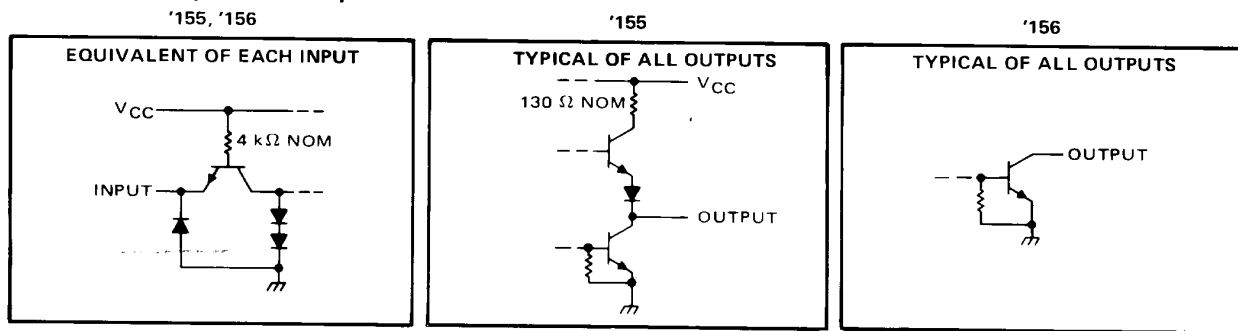 '155, '156
EQUIVALENT OF EACH INPUT
VCC
4 kΩ NOM
INPUT
'155
TYPICAL OF ALL OUTPUTS
VCC
130 Ω NOM
OUTPUT
'156
TYPICAL OF ALL OUTPUTS
OUTPUT